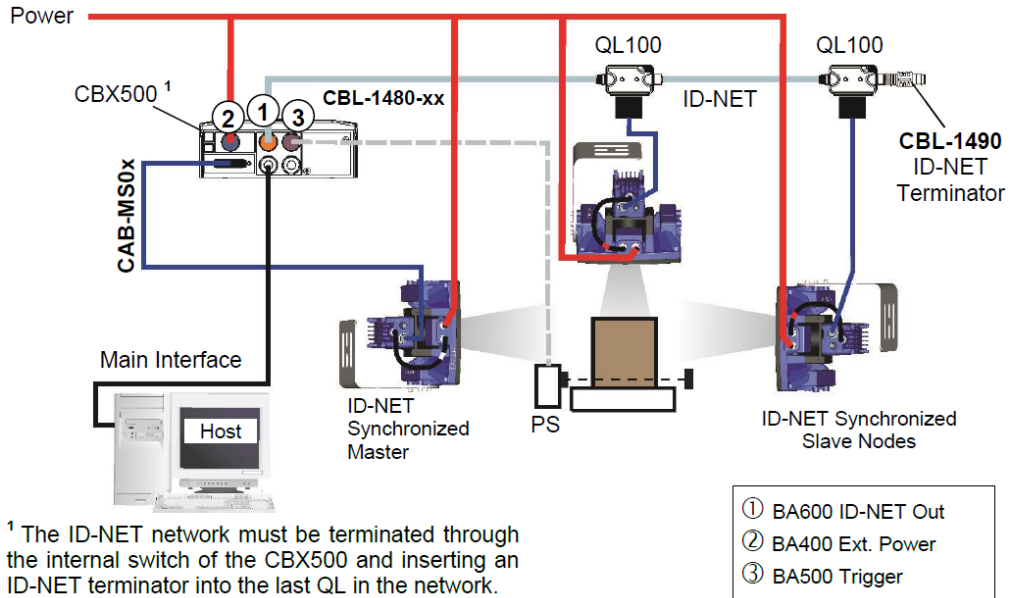 Power
QL100
QL100
CBX500 ¹
2
1
3
CBL-1480-xx
ID-NET
CBL-1490
ID-NET
Terminator
CAB-MS0x
Main Interface
Host
ID-NET
Synchronized
Master
PS
ID-NET Synchronized
Slave Nodes
¹ The ID-NET network must be terminated through
the internal switch of the CBX500 and inserting an
ID-NET terminator into the last QL in the network.
① BA600 ID-NET Out
② BA400 Ext. Power
③ BA500 Trigger